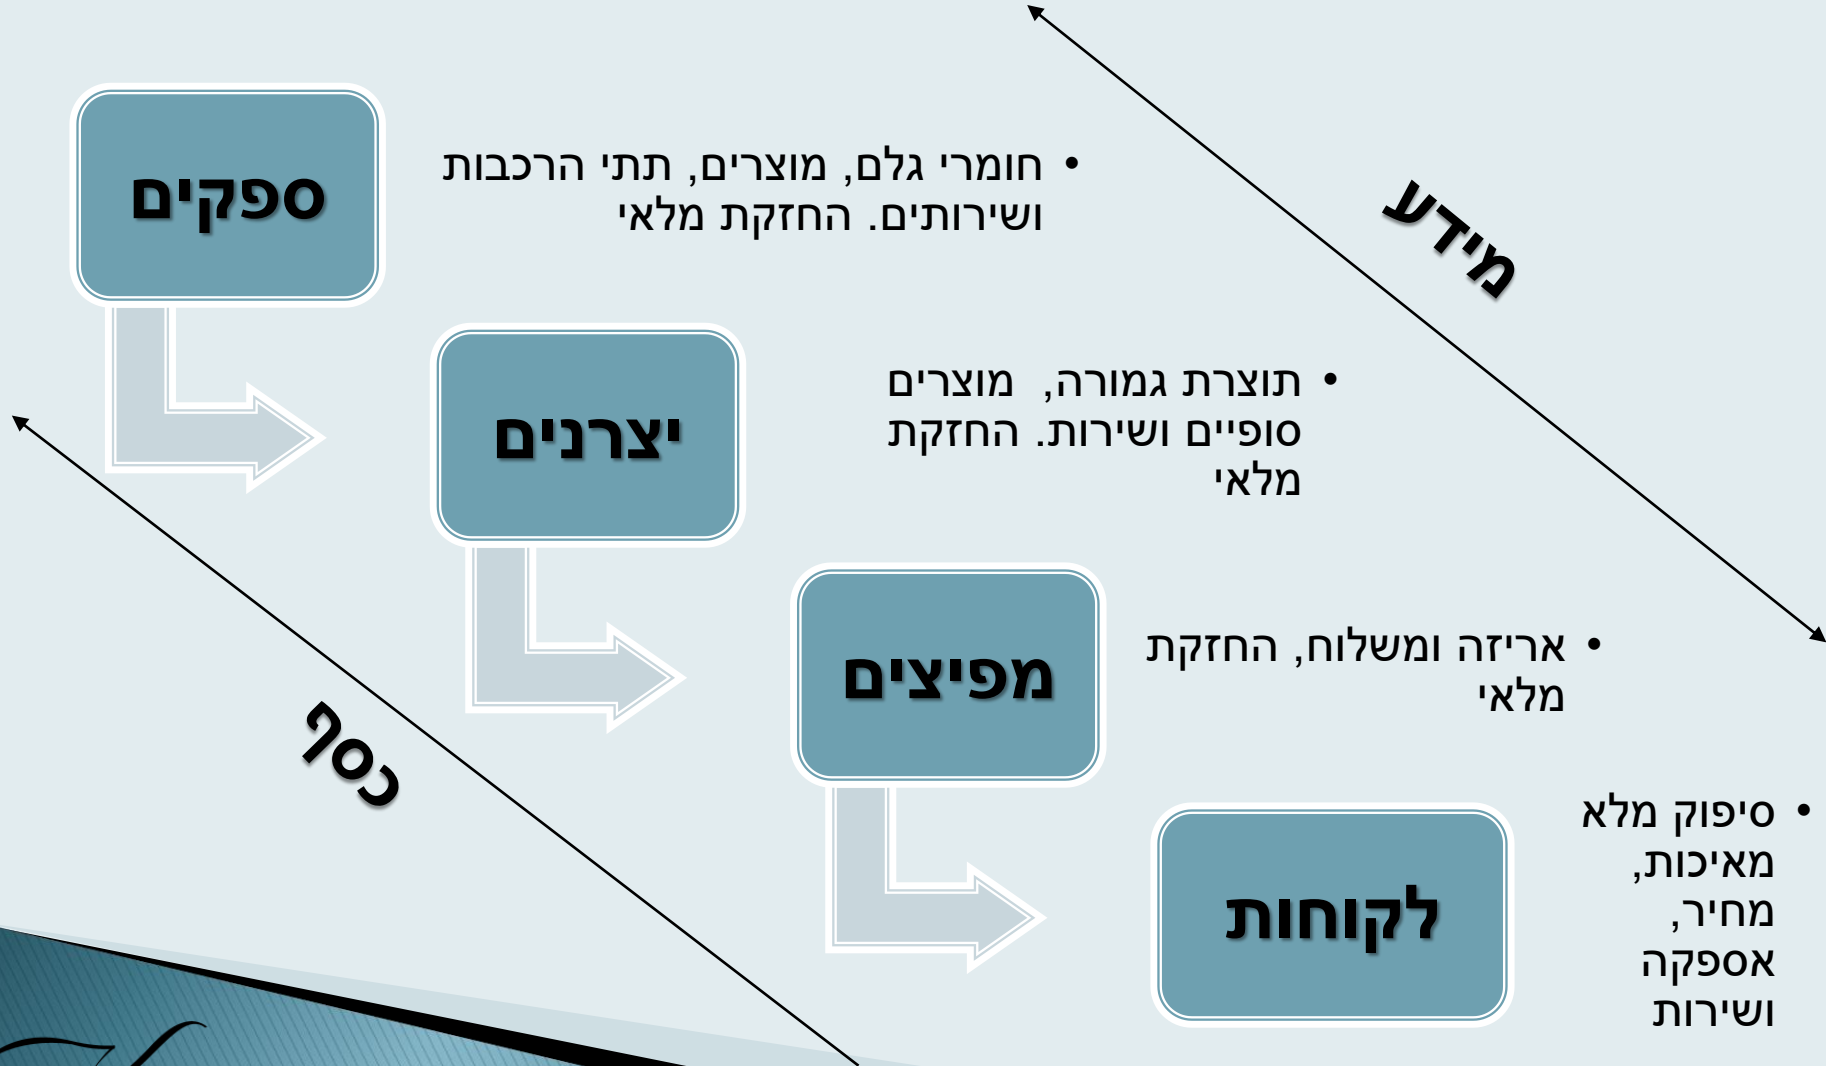 ספקים
• חומרי גלם, מוצרים, תתי הרכבות
ושירותים. החזקת מלאי
מידע
יצרנים
• תוצרת גמורה, מוצרים
סופיים ושירות. החזקת
מלאי
כסף
מפיצים
• אריזה ומשלוח, החזקת
מלאי
לקוחות
• סיפוק מלא
מאיכות,
מחיר,
אספקה
ושירות